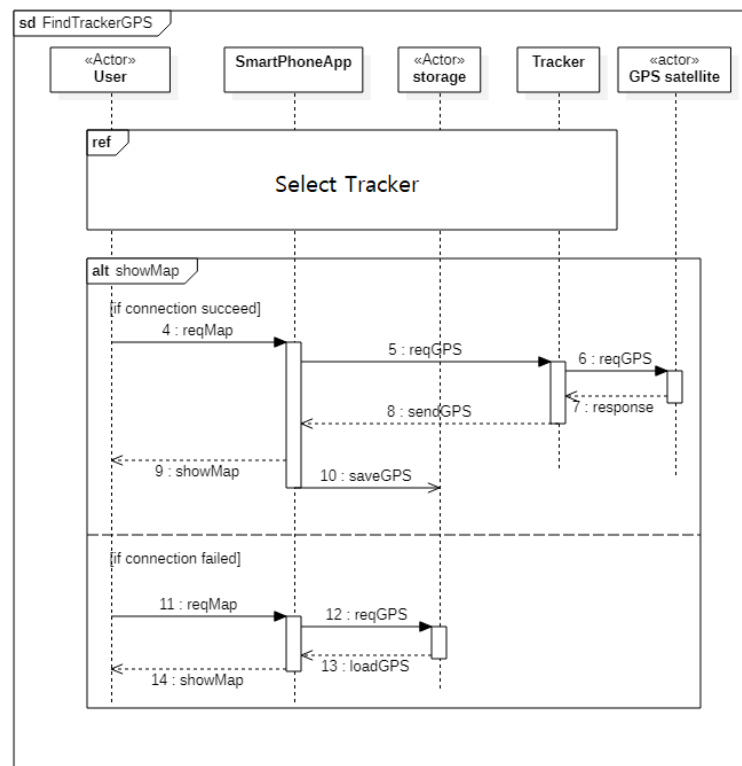 sd FindTrackerGPS
«Actor»
User
SmartPhoneApp
«Actor»
storage
Tracker
«actor»
GPS satellite
ref
Select Tracker
alt showMap
[if connection succeed]
4 : reqMap
5 : reqGPS
6 : reqGPS
7 : response
8 : sendGPS
9 : showMap
10 : saveGPS
[if connection failed]
11 : reqMap
12 : reqGPS
13 : loadGPS
14 : showMap